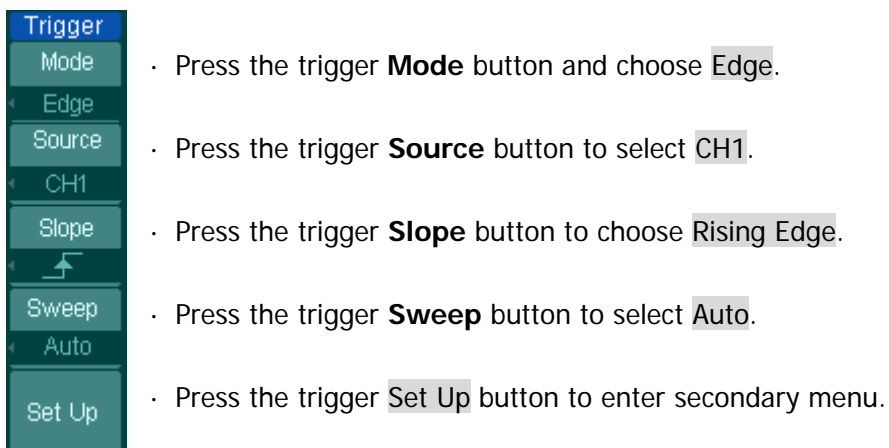 Trigger
Mode
· Press the trigger Mode button and choose Edge.
Edge
Source
· Press the trigger Source button to select CH1.
CH1
Slope
· Press the trigger Slope button to choose Rising Edge.
Sweep
· Press the trigger Sweep button to select Auto.
Auto
Set Up
· Press the trigger Set Up button to enter secondary menu.